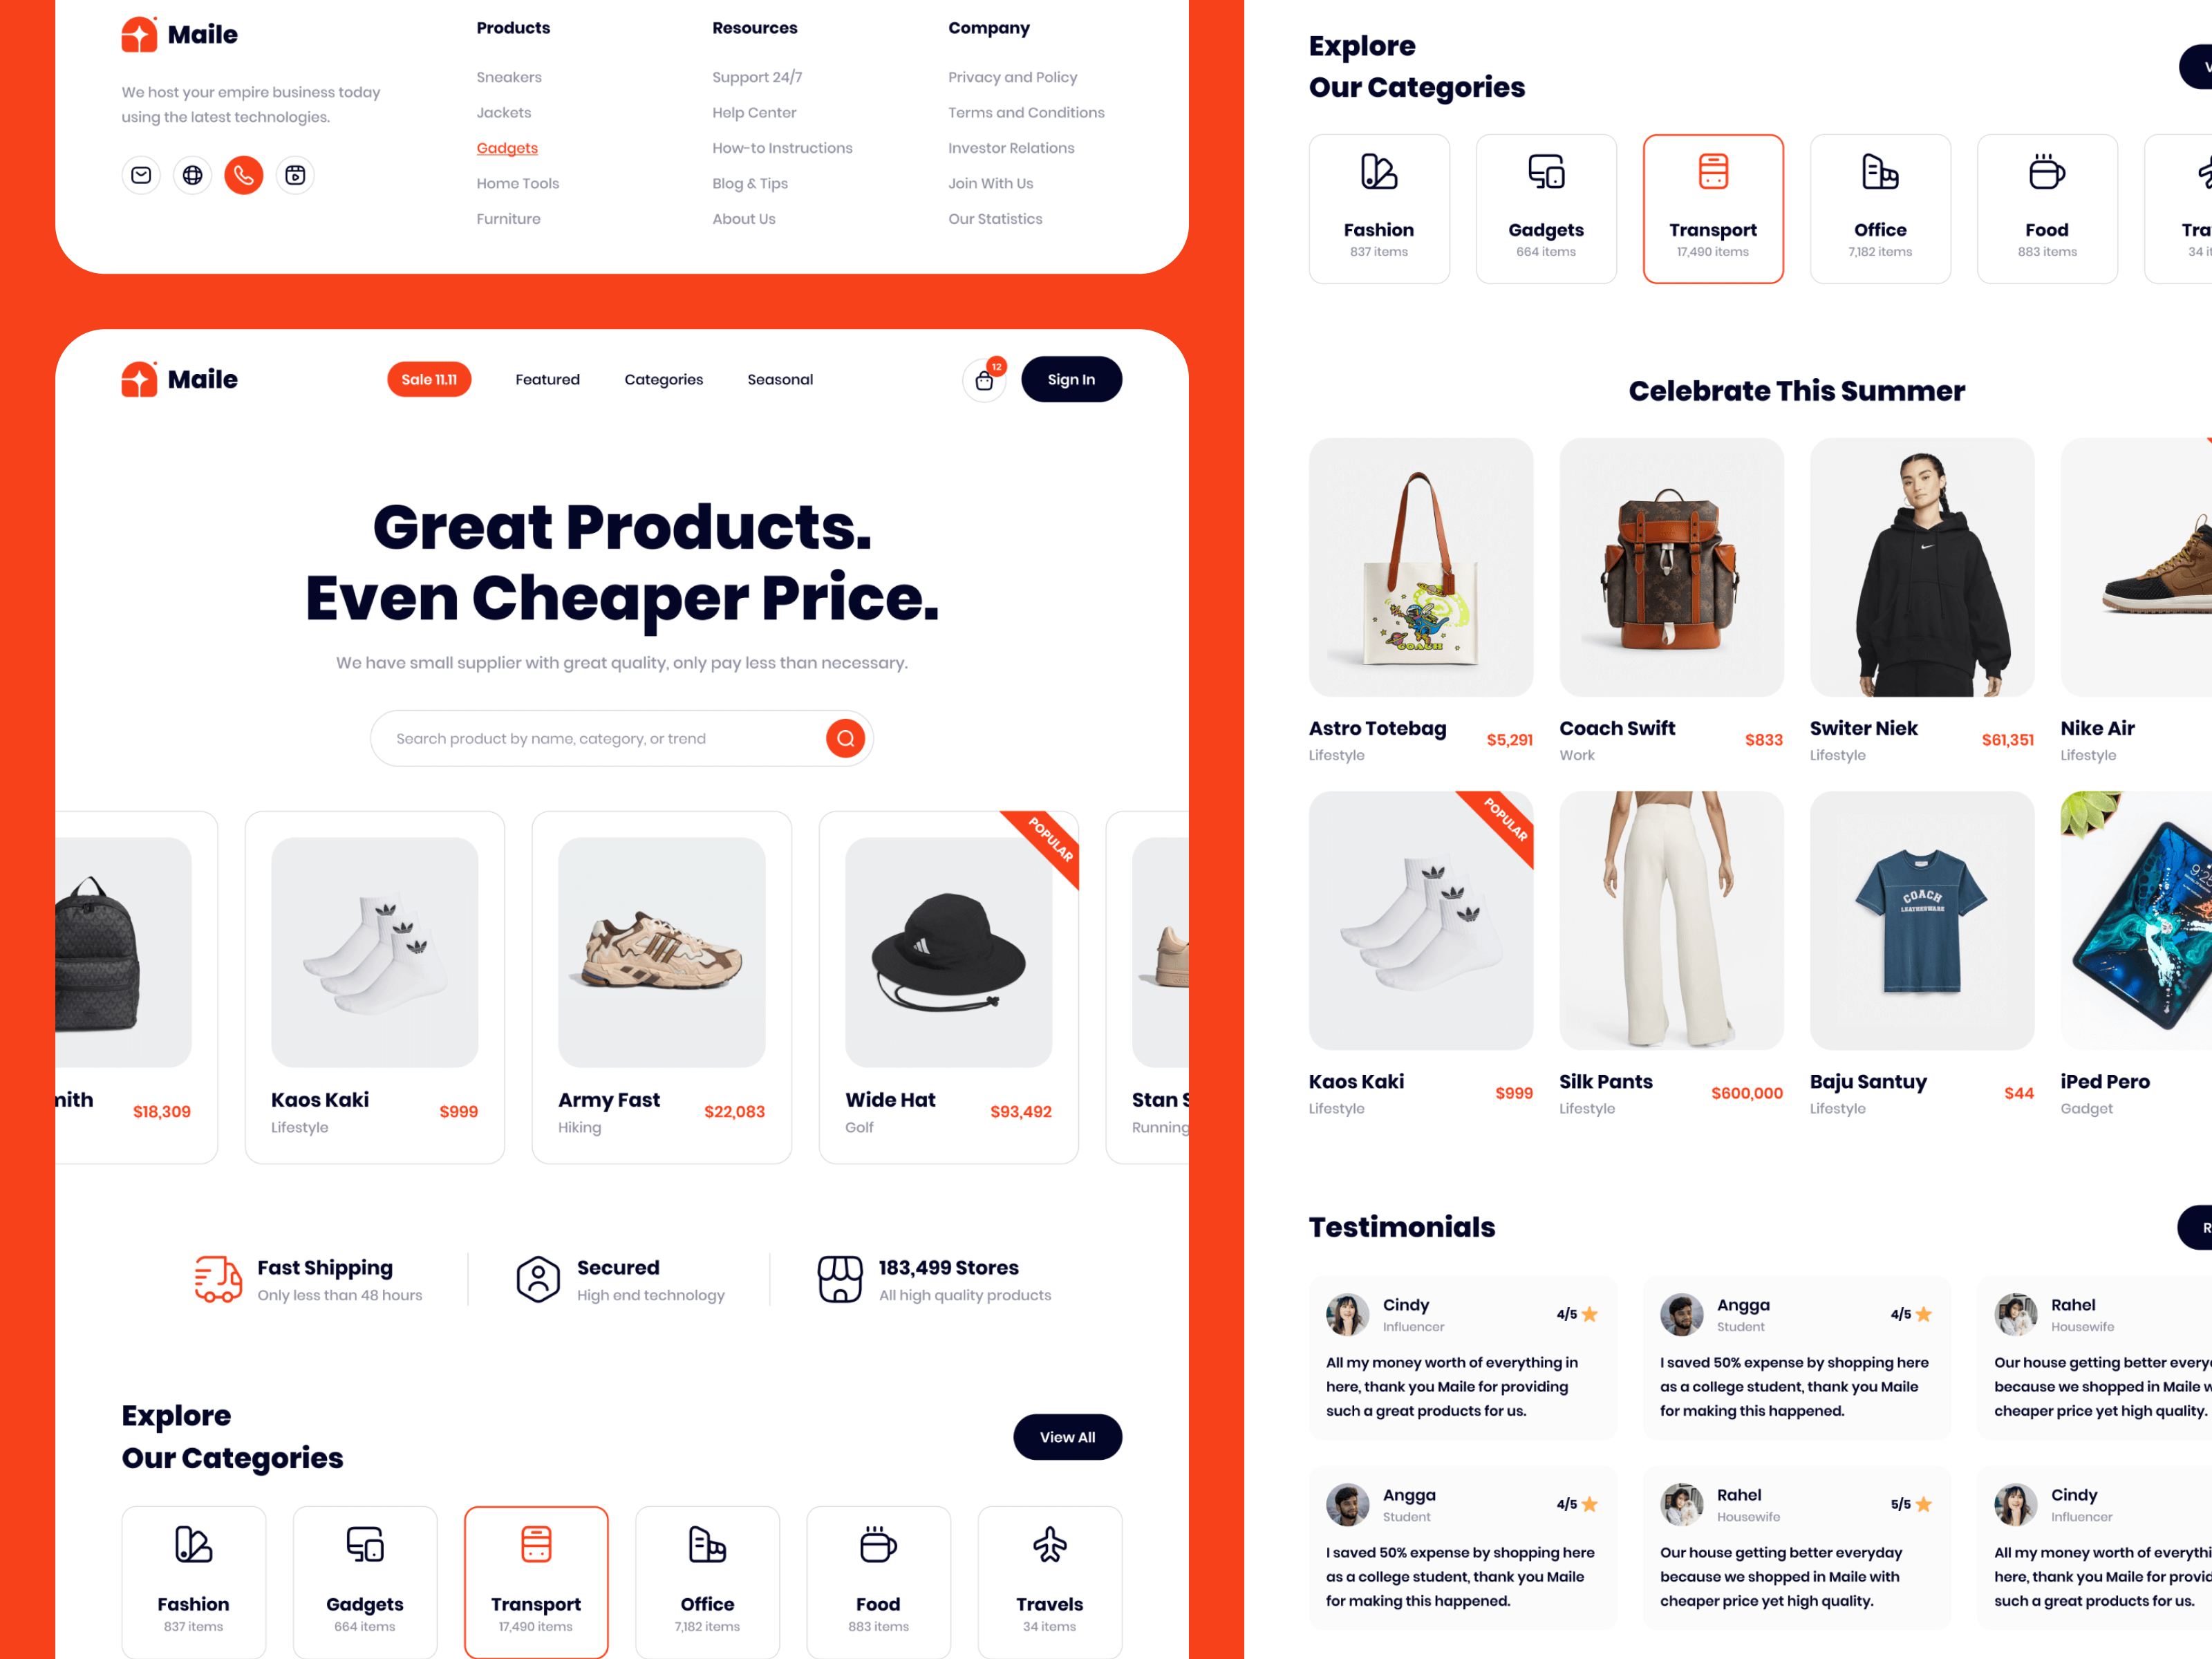 Maile
We host your empire business today
using the latest technologies.
Products
Sneakers
Jackets
Gadgets
Home Tools
Furniture
Resources
Support 24/7
Help Center
How-to Instructions
Blog & Tips
About Us
Company
Privacy and Policy
Terms and Conditions
Investor Relations
Join With Us
Our Statistics
Maile
Sale 11.11
Featured
Categories
Seasonal
12
Sign In
Great Products.
Even Cheaper Price.
We have small supplier with great quality, only pay less than necessary.
Search product by name, category, or trend
$18,309
Kaos Kaki
Lifestyle
$999
Army Fast
Hiking
$22,083
POPULAR
Wide Hat
Golf
$93,492
Stan
Running
Fast Shipping
Only less than 48 hours
Secured
High end technology
183,499 Stores
All high quality products
Explore
Our Categories
View All
Fashion
837 items
Gadgets
664 items
Transport
17,490 items
Office
7,182 items
Food
883 items
Travels
34 items
Explore
Our Categories
Fashion
837 items
Gadgets
664 items
Transport
17,490 items
Office
7,182 items
Food
883 items
34
Celebrate This Summer
COACH
Astro Totebag
Lifestyle
$5,291
Coach Swift
Work
$833
Switer Niek
Lifestyle
$61,351
Nike Air
Lifestyle
POPULAR
Kaos Kaki
Lifestyle
$999
Silk Pants
Lifestyle
$600,000
COACH
LEATHERWARE
Baju Santuy
Lifestyle
$44
iPed Pero
Gadget
Testimonials
Cindy
Influencer
4/5
All my money worth of everything in
here, thank you Maile for providing
such a great products for us.
Angga
Student
4/5
I saved 50% expense by shopping here
as a college student, thank you Maile
for making this happened.
Rahel
Housewife
Our house getting better
because we shopped in Maile
cheaper price yet high quality.
Angga
Student
4/5
I saved 50% expense by shopping here
as a college student, thank you Maile
for making this happened.
Rahel
Housewife
5/5
Our house getting better everyday
because we shopped in Maile with
cheaper price yet high quality.
Cindy
Influencer
All my money worth of
here, thank you Maile for
such a great products for us.